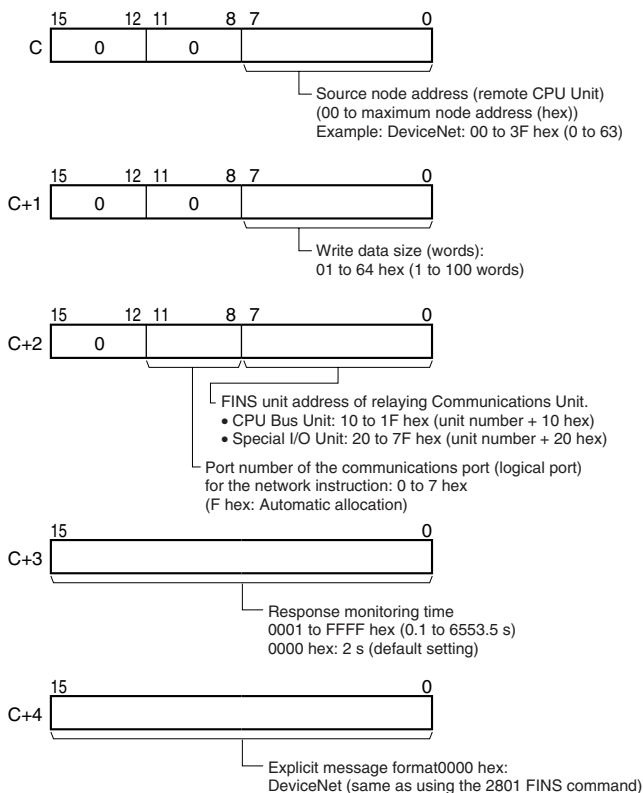 15 12 11 8 7 0
C 0 0
Source node address (remote CPU Unit)
(00 to maximum node address (hex))
Example: DeviceNet: 00 to 3F hex (0 to 63)
15 12 11 8 7 0
C+1 0 0
Write data size (words):
01 to 64 hex (1 to 100 words)
15 12 11 8 7 0
C+2 0
FINS unit address of relaying Communications Unit.
• CPU Bus Unit: 10 to 1F hex (unit number + 10 hex)
• Special I/O Unit: 20 to 7F hex (unit number + 20 hex)
Port number of the communications port (logical port)
for the network instruction: 0 to 7 hex
(F hex: Automatic allocation)
15 0
C+3
Response monitoring time
0001 to FFFF hex (0.1 to 6553.5 s)
0000 hex: 2 s (default setting)
15 0
C+4
Explicit message format0000 hex:
DeviceNet (same as using the 2801 FINS command)